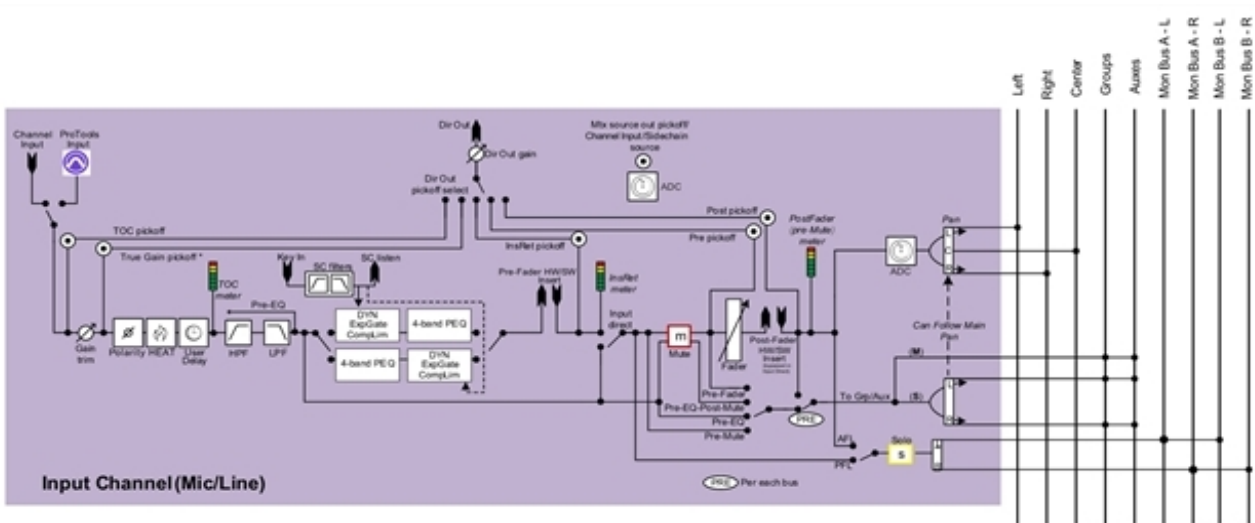 Left
Right
Center
Groups
Auxes
Mon Bus A - L
Mon Bus A - R
Mon Bus B - L
Mon Bus B - R
Channel
Input
ProTools
Input
Dir Out
Dir Out gain
Dir Out
pickoff select
Mtx source out pickoff/
Channel Input/Sidechain
source
ADC
TOC pickoff
True Gain pickoff *
Post pickoff
Pre pickoff
InsRet pickoff
PostFader
(pre-Mute)
meter
Pan
L
C
R
ADC
Key In
SC filters
SC listen
TOC
meter
Pre-Fader HW/SW
Insert
InsRet
meter
Pre-EQ
DYN
ExpGate
CompLim
4-band PEQ
4-band PEQ
DYN
ExpGate
CompLim
Input
direct
m
Mute
Fader
Post-Fader
HW/SW
Insert
Can Follow Main
Pan
Gain
trim
Polarity
HEAT
User
Delay
HPF
LPF
(M)
Pre-Fader
Pre-EQ-Post-Mute
Pre-EQ
Pre-Mute
PRE
To Grp/Aux
(S)
L
R
AFL
PFL
Solo
s
PRE
Per each bus
Input Channel (Mic/Line)